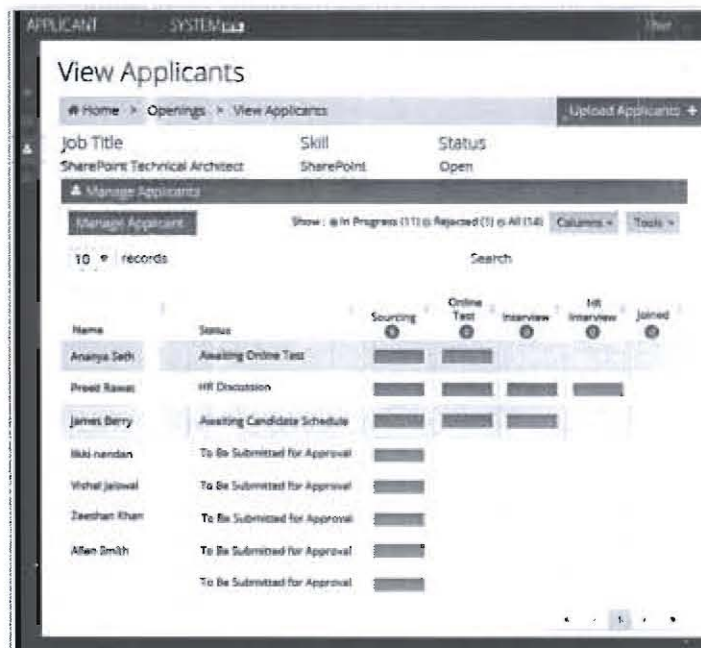 APPLICANT SYSTEM
View Applicants
Home > Openings > View Applicants Upload Applicants +
Job Title Skill Status
SharePoint Technical Architect SharePoint Open
Manage Applicants
Manage Applicant Show : In Progress (11) Rejected (1) All (14) Columns Tools
10 records Search
Name Status Sourcing Online Test Interview HR Interview Joined
Ananya Seth Awaiting Online Test
Preeti Rawat HR Discussion
James Berry Awaiting Candidate Schedule
nandan To Be Submitted for Approval
Vishal Jaiswal To Be Submitted for Approval
Zeeshan Khan To Be Submitted for Approval
Allen Smith To Be Submitted for Approval
To Be Submitted for Approval
1